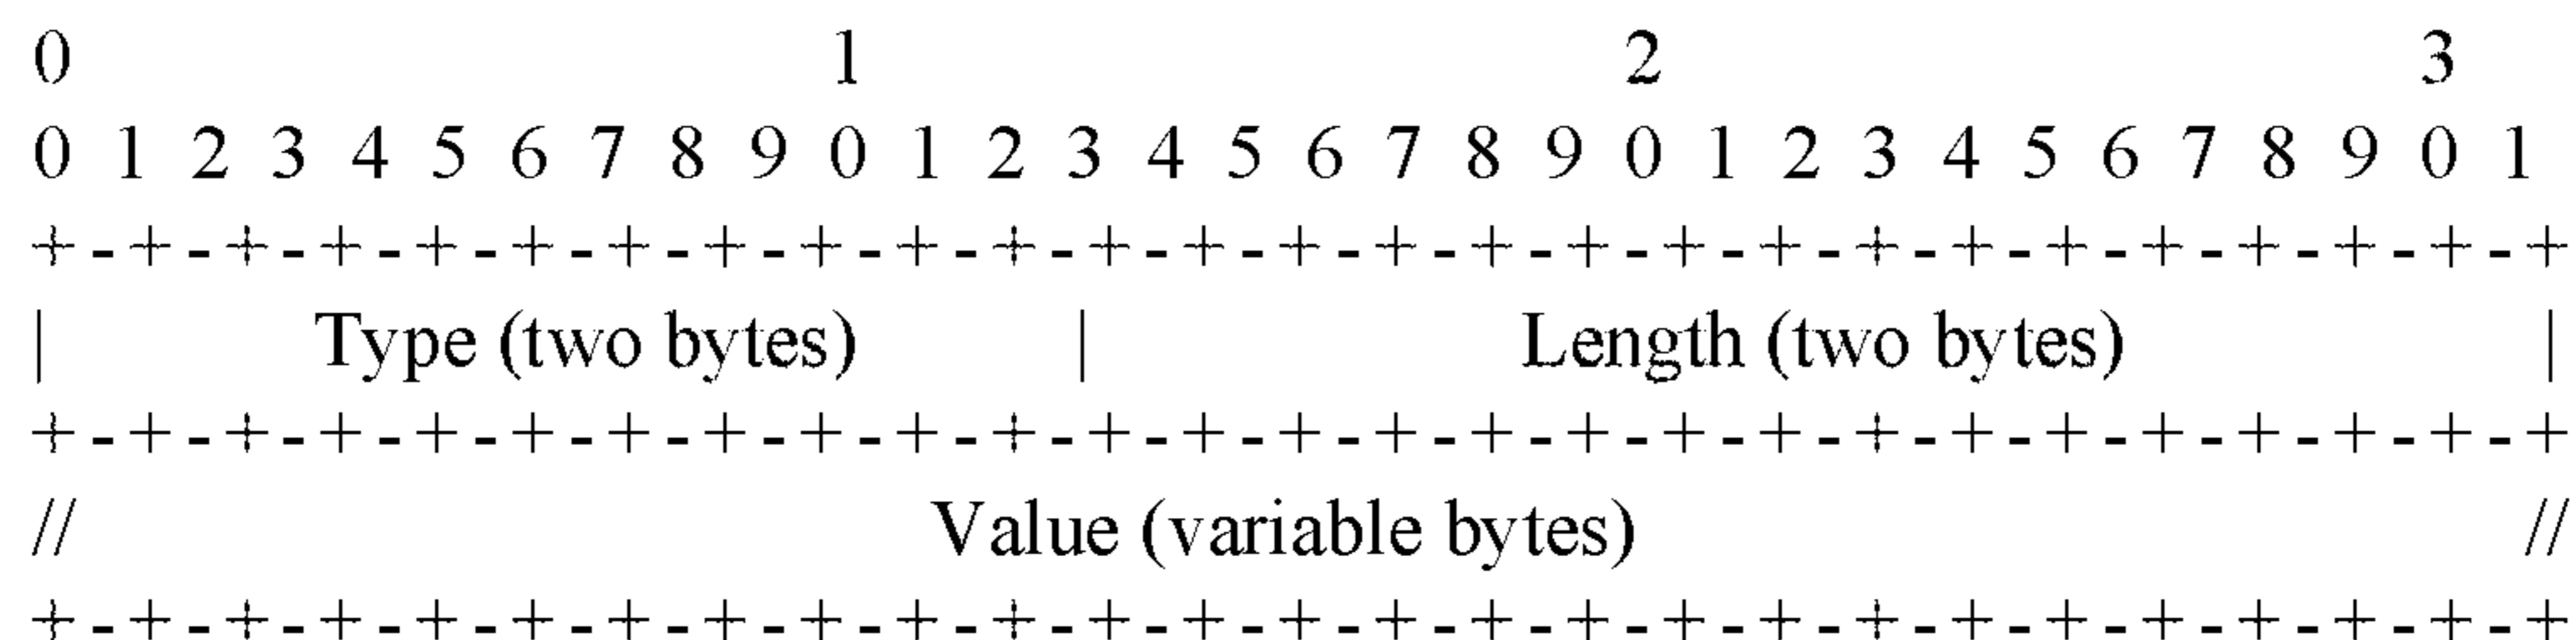 0 1 2 3
0 1 2 3 4 5 6 7 8 9 0 1 2 3 4 5 6 7 8 9 0 1 2 3 4 5 6 7 8 9 0 1
+-+-+-+-+-+-+-+-+-+-+-+-+-+-+-+-+-+-+-+-+-+-+-+-+-+-+
| Type (two bytes) | Length (two bytes) |
+-+-+-+-+-+-+-+-+-+-+-+-+-+-+-+-+-+-+-+-+-+-+-+-+-+-+
// Value (variable bytes) //
+-+-+-+-+-+-+-+-+-+-+-+-+-+-+-+-+-+-+-+-+-+-+-+-+-+-+